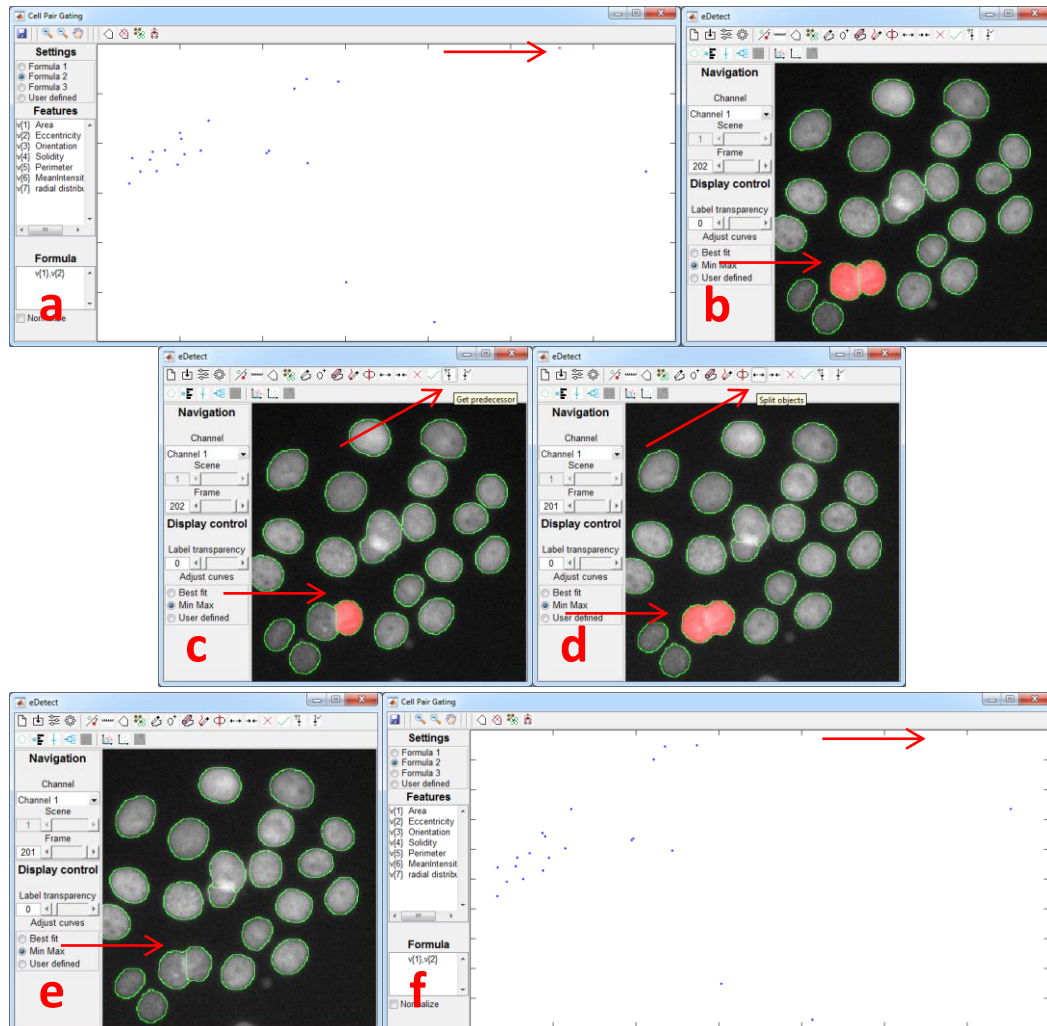 Cell Pair Gating
Settings
Formula 1
Formula 2
Formula 3
User defined
Features
v{1} Area
v{2} Eccentricity
v{3} Orientation
v{4} Solidity
v{5} Perimeter
v{6} MeanIntensit
v{7} radial distribu
Formula
v{1},v{2}
Normalize
a
eDetect
Navigation
Channel
Channel 1
Scene
1
Frame
202
Display control
Label transparency
0
Adjust curves
Best fit
Min Max
User defined
b
eDetect
Get predecessor
Navigation
Channel
Channel 1
Scene
1
Frame
202
Display control
Label transparency
0
Adjust curves
Best fit
Min Max
User defined
c
eDetect
Split objects
Navigation
Channel
Channel 1
Scene
1
Frame
201
Display control
Label transparency
0
Adjust curves
Best fit
Min Max
User defined
d
eDetect
Navigation
Channel
Channel 1
Scene
1
Frame
201
Display control
Label transparency
0
Adjust curves
Best fit
Min Max
User defined
e
Cell Pair Gating
Settings
Formula 1
Formula 2
Formula 3
User defined
Features
v{1} Area
v{2} Eccentricity
v{3} Orientation
v{4} Solidity
v{5} Perimeter
v{6} MeanIntensit
v{7} radial distribu
Formula
v{1},v{2}
Normalize
f